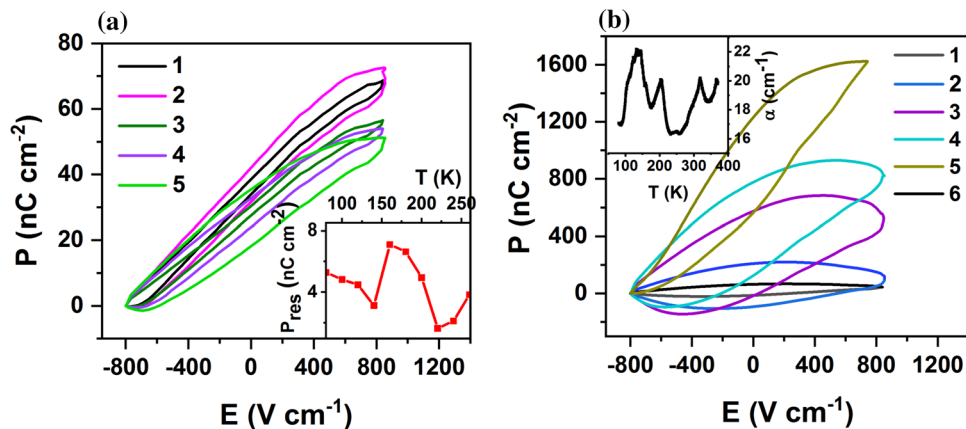 (a)
P (nC cm-2)
80
60
40
20
0
1
2
3
4
5
T (K)
100 150 200 250
Pres (nC cm-2)
8
4
-800 -400 0 400 800 1200
E (V cm-1)
(b)
P (nC cm-2)
1600
1200
800
400
0
1
2
3
4
5
6
22
20
18
16
α (cm-1)
100 200 300 400
T (K)
-800 -400 0 400 800 1200
E (V cm-1)